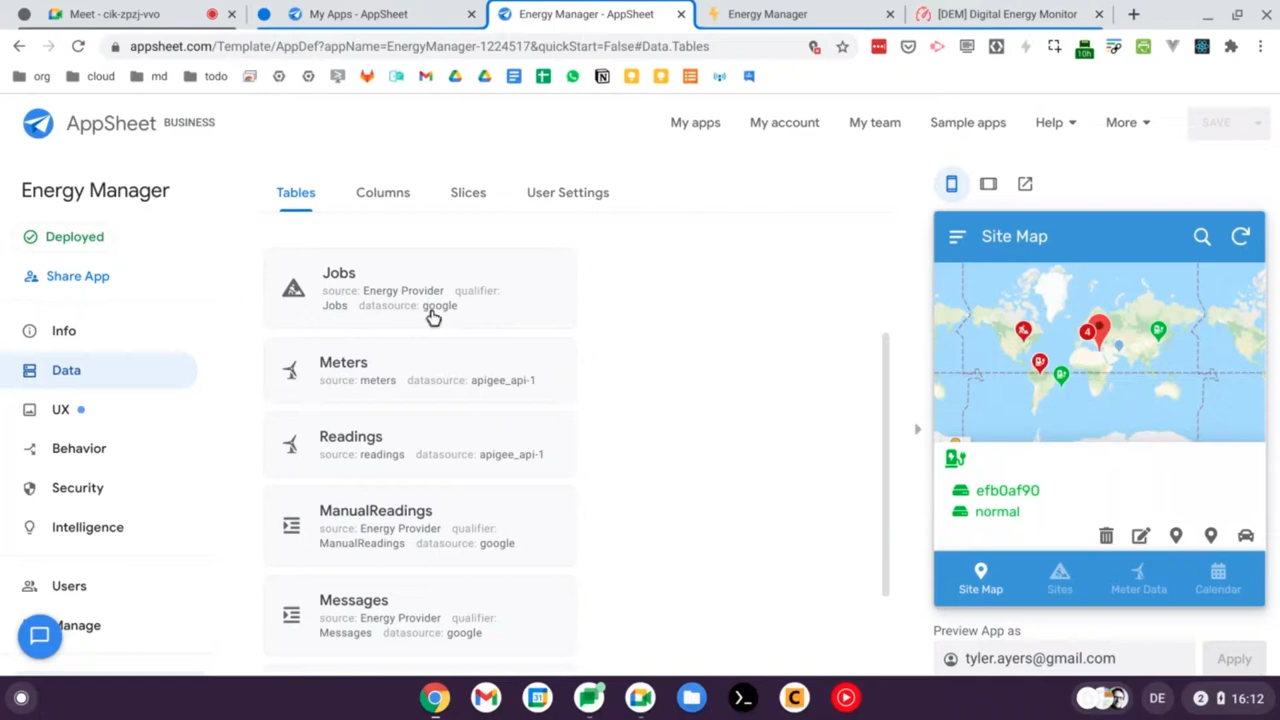 Meet - cik-zpzj-vvo
My Apps - AppSheet
Energy Manager - AppSheet
Energy Manager
[DEM] Digital Energy Monitor
appsheet.com/Template/AppDef?appName=EnergyManager-1224517&quickStart=False#Data.Tables
10h
org
cloud
md
todo
AppSheet BUSINESS
My apps
My account
My team
Sample apps
Help
More
SAVE
Energy Manager
Deployed
Share App
Info
Data
UX
Behavior
Security
Intelligence
Users
Manage
Tables
Columns
Slices
User Settings
Jobs
source: Energy Provider qualifier:
Jobs datasource: google
Meters
source: meters datasource: apigee_api-1
Readings
source: readings datasource: apigee_api-1
ManualReadings
source: Energy Provider qualifier:
ManualReadings datasource: google
Messages
source: Energy Provider qualifier:
Messages datasource: google
Site Map
4
efb0af90
normal
Site Map
Sites
Meter Data
Calendar
Preview App as
tyler.ayers@gmail.com
Apply
31
C
DE
2
16:12